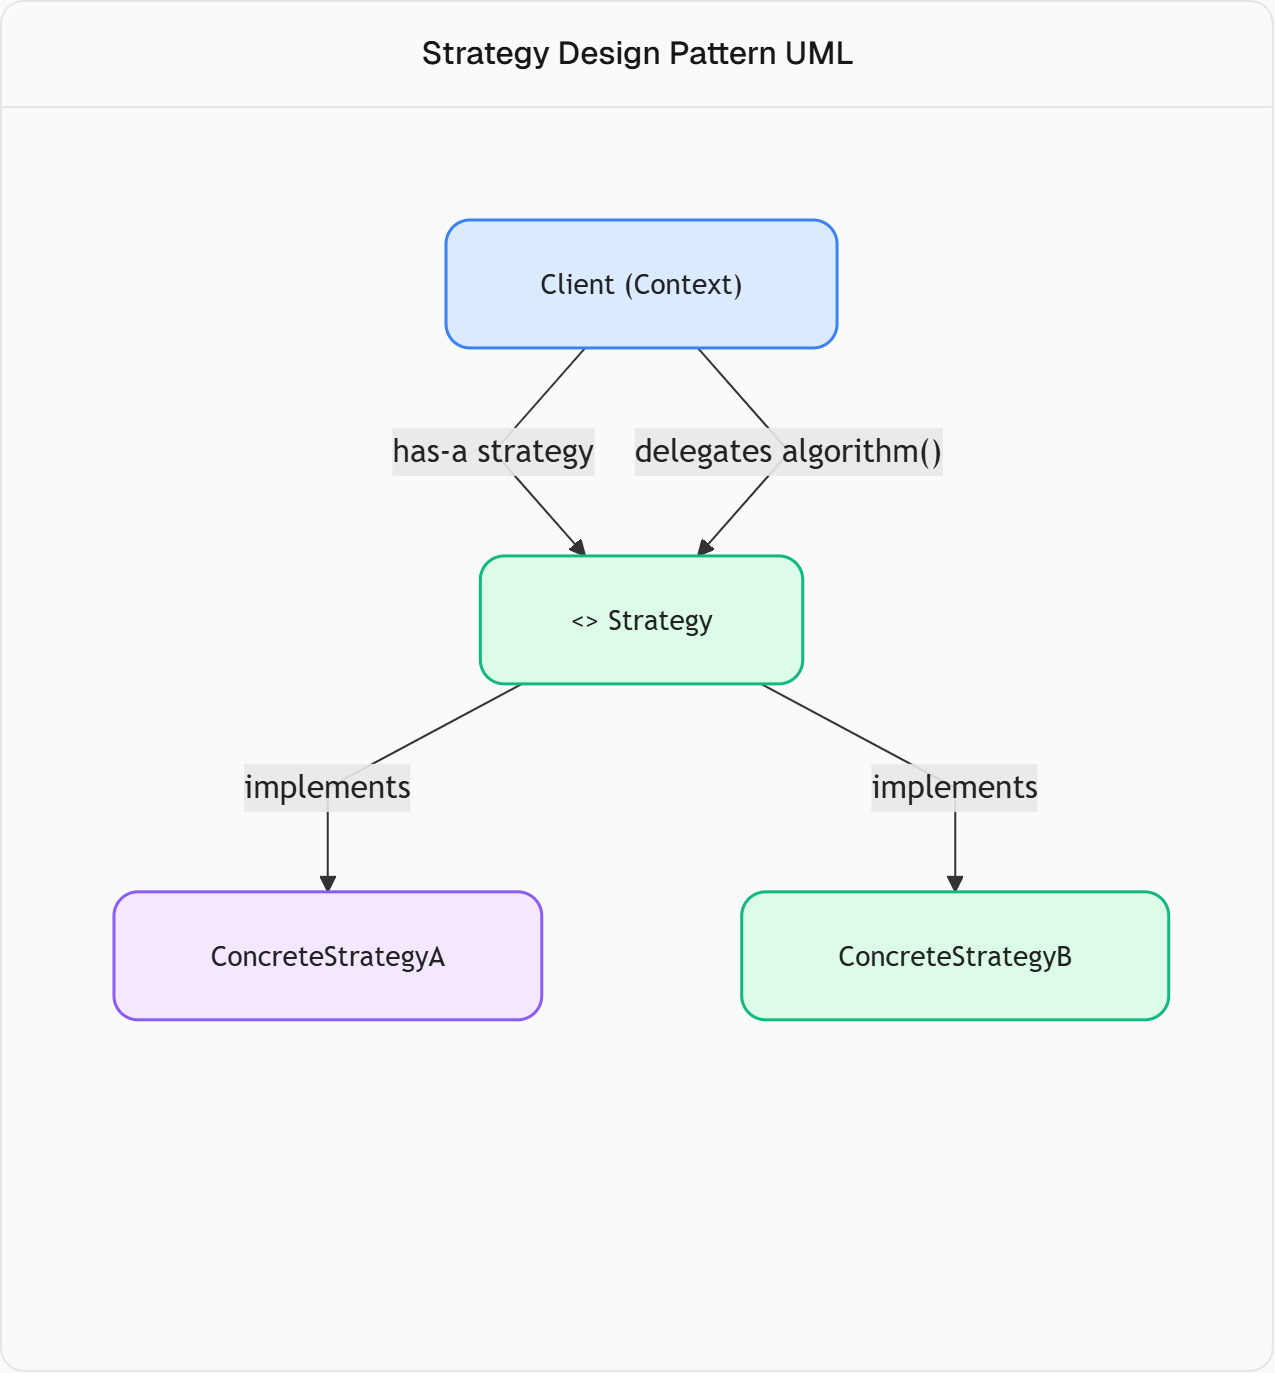 Strategy Design Pattern UML
Client (Context)
has-a strategy
delegates algorithm()
<> Strategy
implements
implements
ConcreteStrategyA
ConcreteStrategyB